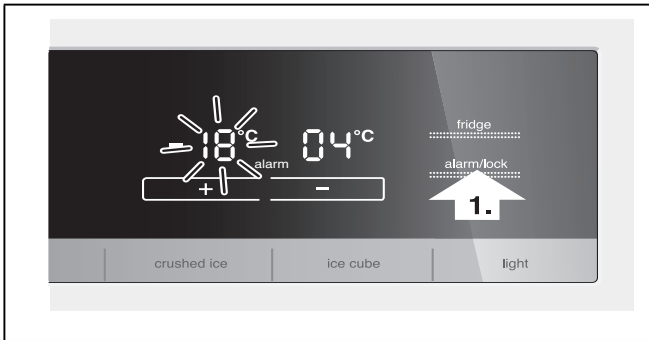 -18°C 04°C
alarm
+ -
fridge
alarm/lock
1.
crushed ice ice cube light